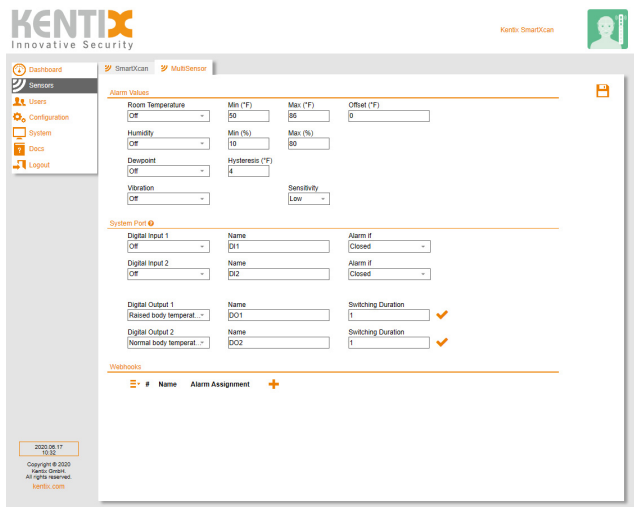 KENTIX
Innovative Security
Kentix SmartXcan
Dashboard
Sensors
Users
Configuration
System
Docs
Logout
SmartXcan MultiSensor
Alarm Values
Room Temperature Min (°F) Max (°F) Offset (°F)
Off 50 86 0
Humidity Min (%) Max (%)
Off 10 80
Dewpoint Hysteresis (°F)
Off 4
Vibration Sensitivity
Off Low
System Port ?
Digital Input 1 Name Alarm if
Off DI1 Closed
Digital Input 2 Name Alarm if
Off DI2 Closed
Digital Output 1 Name Switching Duration
Raised body temperat... DO1 1
Digital Output 2 Name Switching Duration
Normal body temperat... DO2 1
Webhooks
# Name Alarm Assignment
2020.06.17
10:32
Copyright © 2020
Kentix GmbH.
All rights reserved.
kentix.com